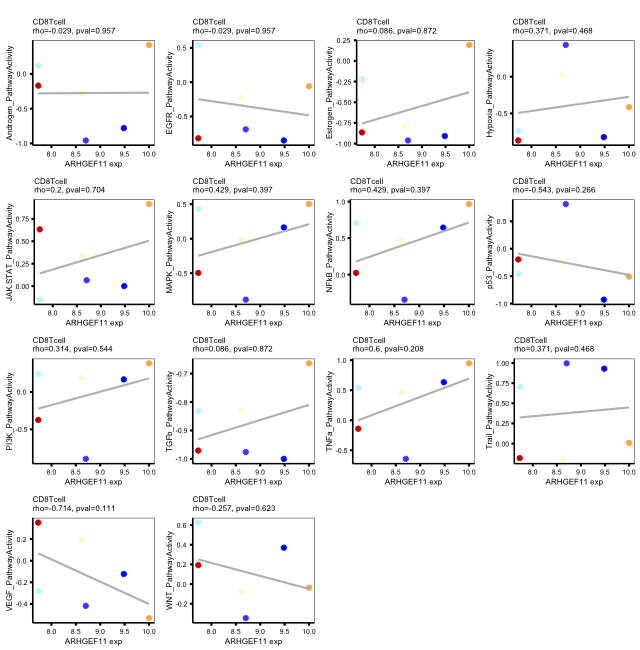 CD8Tcell
rho=-0.029, pval=0.957
Androgen_PathwayActivity
0.0
-0.5
-1.0
8.0 8.5 9.0 9.5 10.0
ARHGEF11 exp
CD8Tcell
rho=-0.029, pval=0.957
EGFR_PathwayActivity
0.5
0.0
-0.5
8.0 8.5 9.0 9.5 10.0
ARHGEF11 exp
CD8Tcell
rho=0.086, pval=0.872
Estrogen_PathwayActivity
0.25
0.00
-0.25
-0.50
-0.75
-1.00
8.0 8.5 9.0 9.5 10.0
ARHGEF11 exp
CD8Tcell
rho=0.371, pval=0.468
Hypoxia_PathwayActivity
0.0
-0.5
8.0 8.5 9.0 9.5 10.0
ARHGEF11 exp
CD8Tcell
rho=0.2, pval=0.704
JAK-STAT_PathwayActivity
0.75
0.50
0.25
0.00
8.0 8.5 9.0 9.5 10.0
ARHGEF11 exp
CD8Tcell
rho=0.429, pval=0.397
MAPK_PathwayActivity
0.5
0.0
-0.5
8.0 8.5 9.0 9.5 10.0
ARHGEF11 exp
CD8Tcell
rho=0.429, pval=0.397
NFkB_PathwayActivity
1.0
0.5
0.0
8.0 8.5 9.0 9.5 10.0
ARHGEF11 exp
CD8Tcell
rho=-0.543, pval=0.266
p53_PathwayActivity
0.5
0.0
-0.5
-1.0
8.0 8.5 9.0 9.5 10.0
ARHGEF11 exp
CD8Tcell
rho=0.314, pval=0.544
PI3K_PathwayActivity
0.0
-0.5
8.0 8.5 9.0 9.5 10.0
ARHGEF11 exp
CD8Tcell
rho=0.086, pval=0.872
TGFb_PathwayActivity
-0.7
-0.8
-0.9
-1.0
8.0 8.5 9.0 9.5 10.0
ARHGEF11 exp
CD8Tcell
rho=0.6, pval=0.208
TNFa_PathwayActivity
1.0
0.5
0.0
-0.5
8.0 8.5 9.0 9.5 10.0
ARHGEF11 exp
CD8Tcell
rho=0.371, pval=0.468
Trail_PathwayActivity
1.00
0.75
0.50
0.25
0.00
8.0 8.5 9.0 9.5 10.0
ARHGEF11 exp
CD8Tcell
rho=-0.714, pval=0.111
VEGF_PathwayActivity
0.2
0.0
-0.2
-0.4
8.0 8.5 9.0 9.5 10.0
ARHGEF11 exp
CD8Tcell
rho=-0.257, pval=0.623
WNT_PathwayActivity
0.6
0.4
0.2
0.0
-0.2
8.0 8.5 9.0 9.5 10.0
ARHGEF11 exp